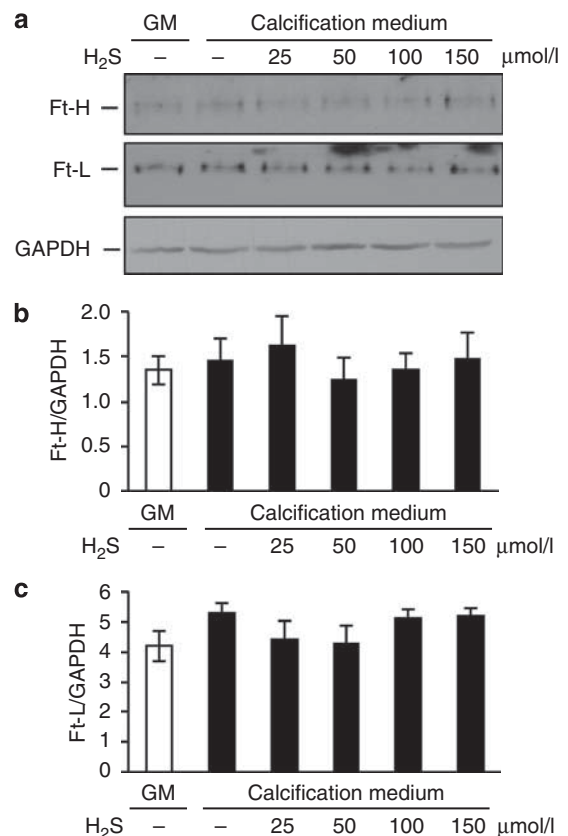 a
GM Calcification medium
H₂S – – 25 50 100 150 μmol/l
Ft-H
Ft-L
GAPDH
b
2.0
1.5
1.0
0.5
0
Ft-H/GAPDH
GM Calcification medium
H₂S – – 25 50 100 150 μmol/l
c
6
5
4
3
2
1
0
Ft-L/GAPDH
GM Calcification medium
H₂S – – 25 50 100 150 μmol/l